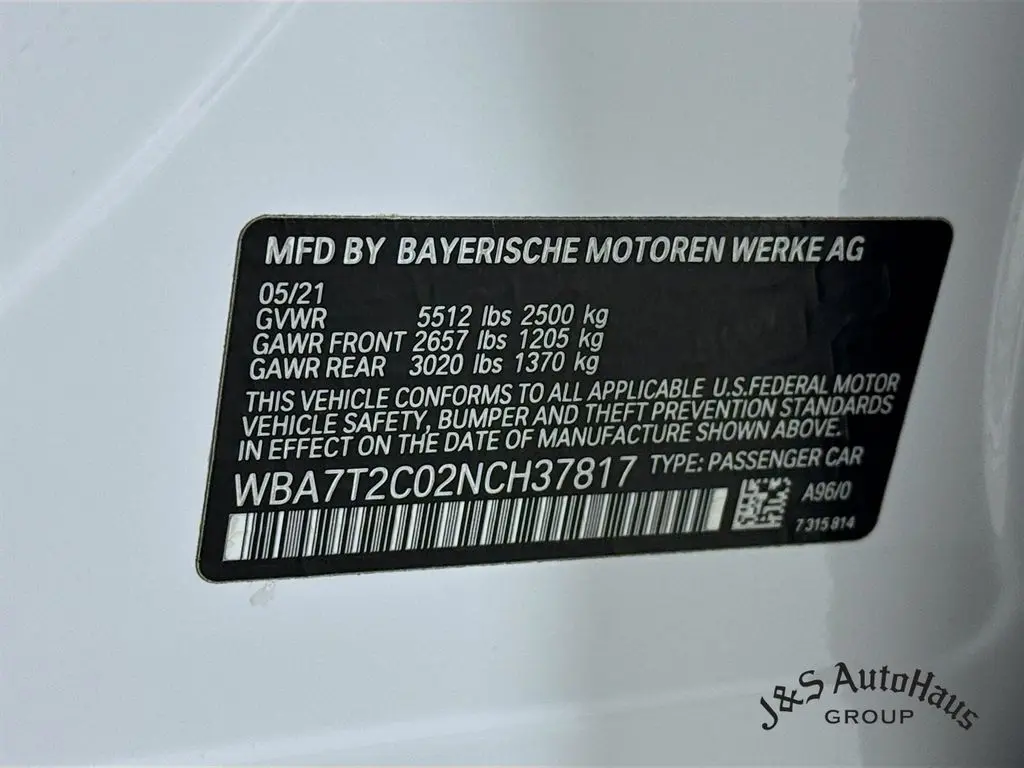 MFD BY BAYERISCHE MOTOREN WERKE AG
05/21
GVWR 5512 lbs 2500 kg
GAWR FRONT 2657 lbs 1205 kg
GAWR REAR 3020 lbs 1370 kg
THIS VEHICLE CONFORMS TO ALL APPLICABLE U.S.FEDERAL MOTOR
VEHICLE SAFETY, BUMPER AND THEFT PREVENTION STANDARDS
IN EFFECT ON THE DATE OF MANUFACTURE SHOWN ABOVE.
WBA7T2C02NCH37817 TYPE: PASSENGER CAR
A96/0
7 315 814
J&S AutoHaus
GROUP